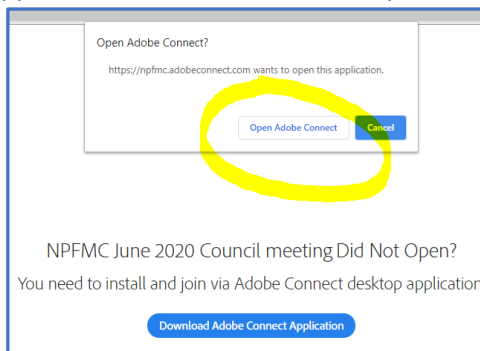 Open Adobe Connect?
https://npfmc.adobeconnect.com wants to open this application.
Open Adobe Connect Cancel
NPFMC June 2020 Council meeting Did Not Open?
You need to install and join via Adobe Connect desktop application
Download Adobe Connect Application